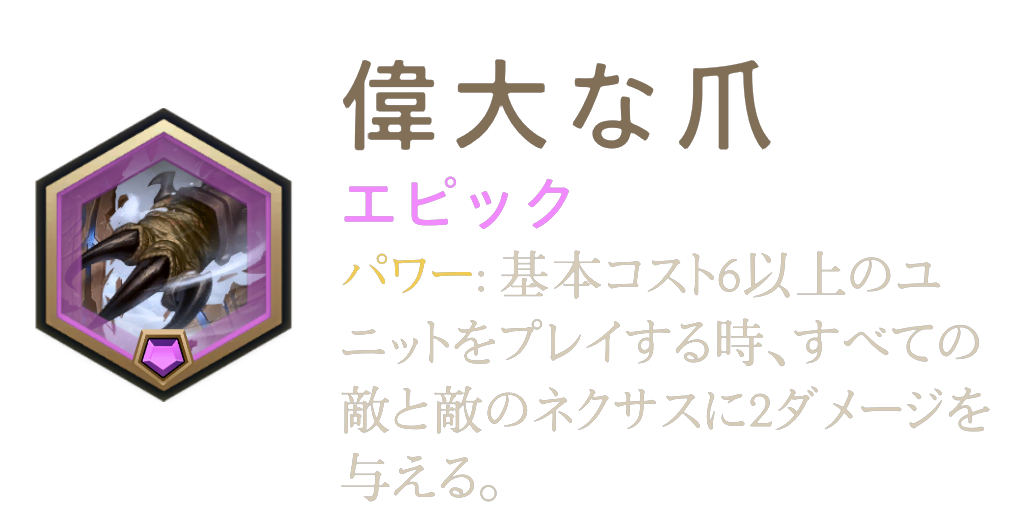 偉大な爪
エピック
パワー: 基本コスト6以上のユ
ニットをプレイする時、すべての
敵と敵のネクサスに2ダメージを
与える。